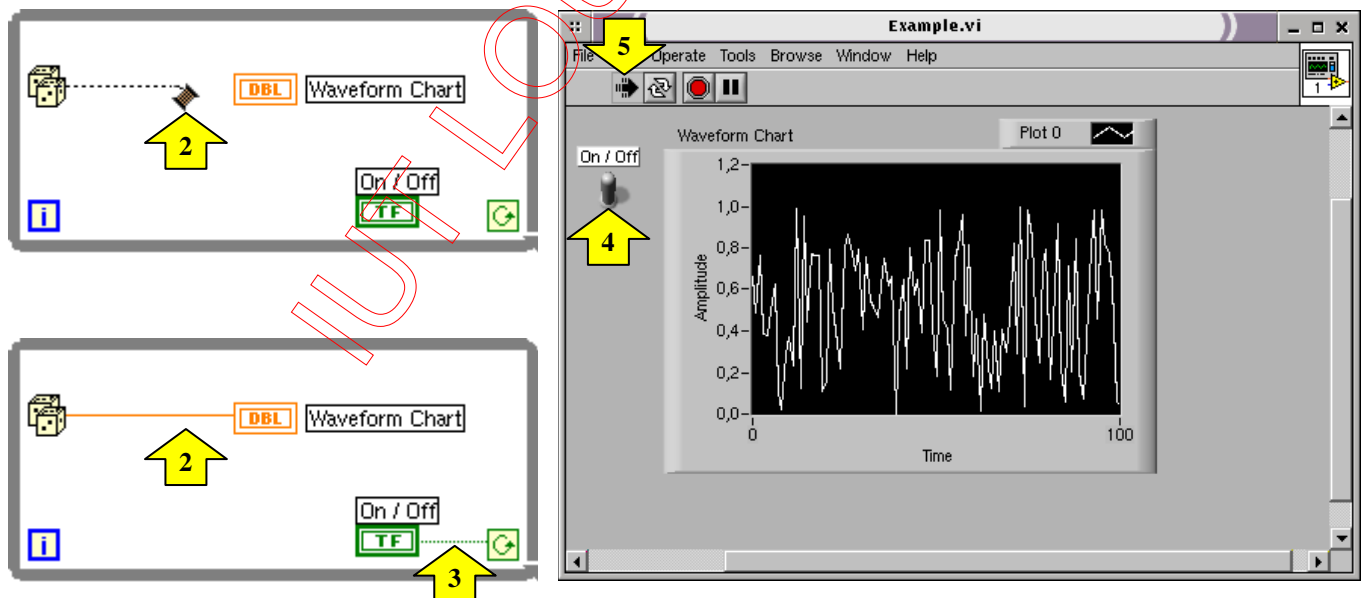 2
DBL Waveform Chart
On / Off
TF
i
2
DBL Waveform Chart
On / Off
TF
i
3
Example.vi
File Operate Tools Browse Window Help
5
1
On / Off
4
Waveform Chart
Plot 0
1,2
1,0
0,8
0,6
0,4
0,2
0,0
Amplitude
0 100
Time